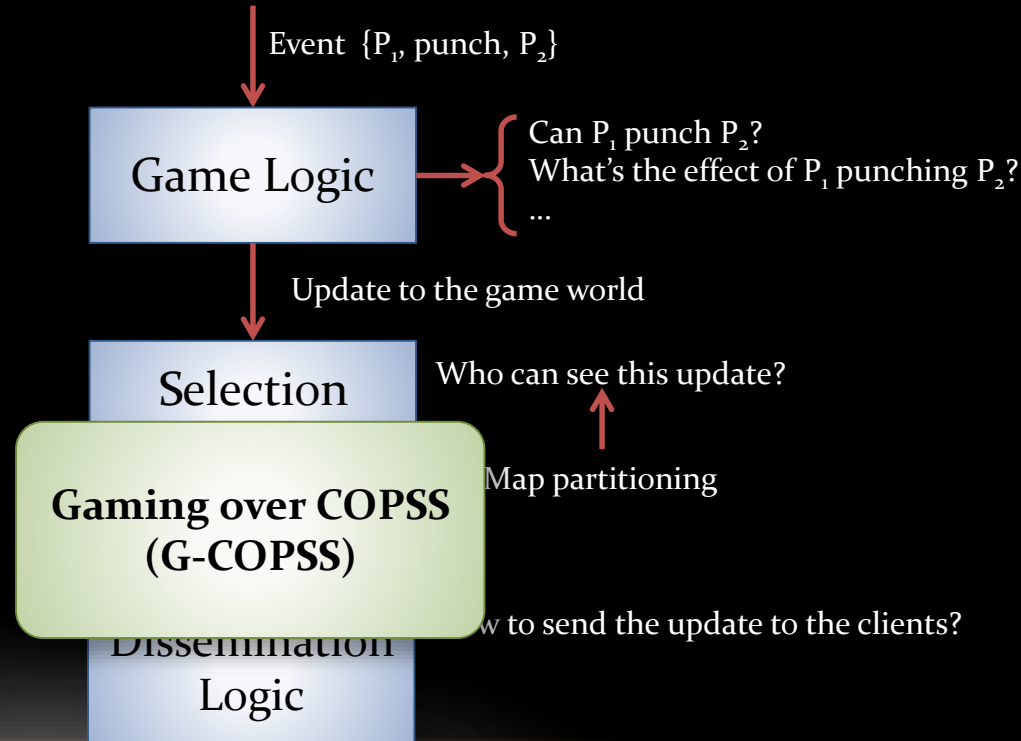 Event {P₁, punch, P₂}
Game Logic
Can P₁ punch P₂?
What's the effect of P₁ punching P₂?
...
Update to the game world
Selection
Who can see this update?
Map partitioning
Gaming over COPSS
(G-COPSS)
to send the update to the clients?
Dissemination
Logic